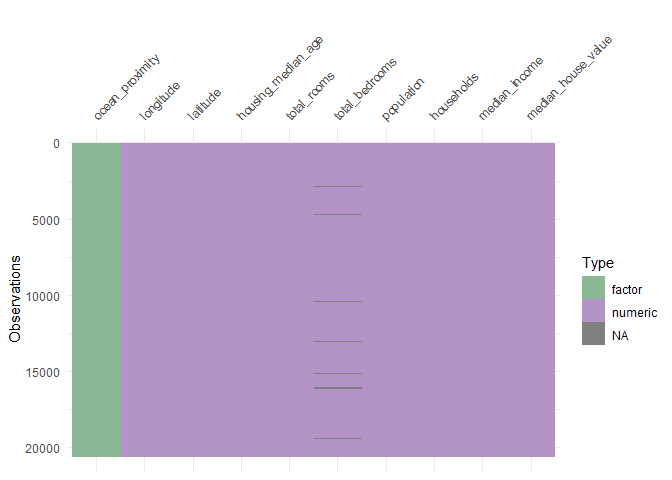 ocean_proximity
longitude
latitude
housing_median_age
total_rooms
total_bedrooms
population
households
median_income
median_house_value
0
5000
10000
15000
20000
Observations
Type
factor
numeric
NA